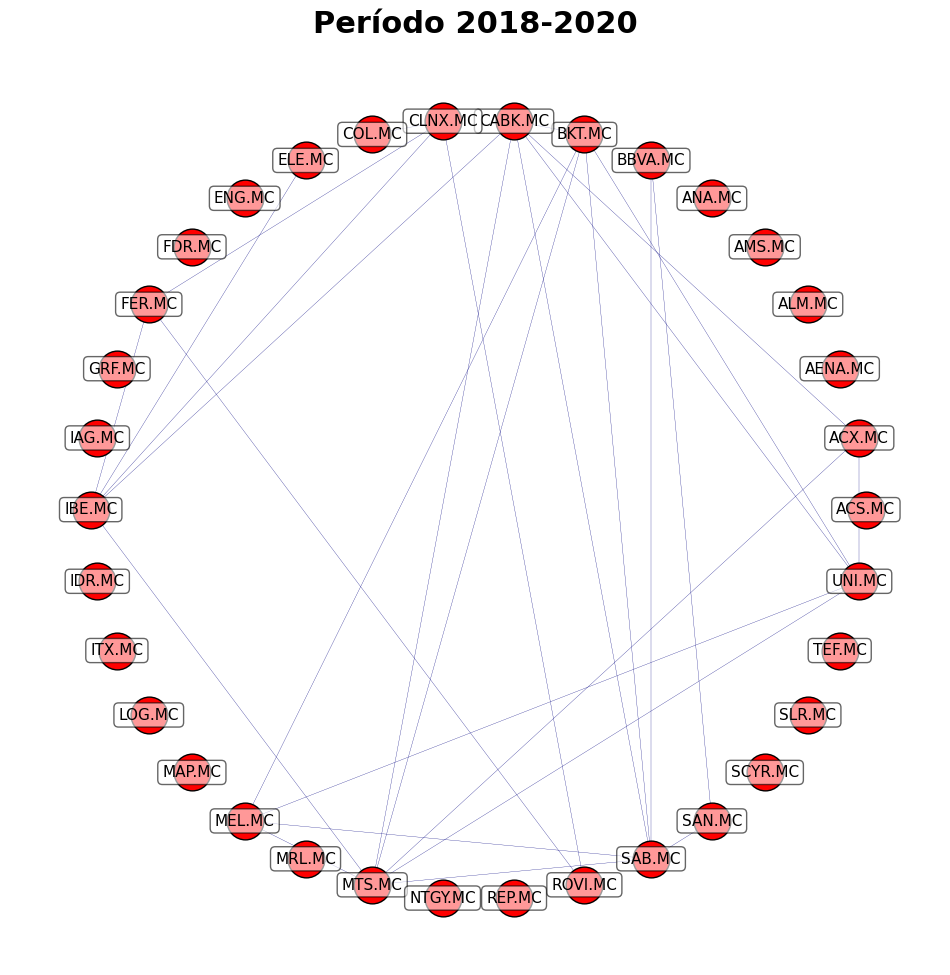 Período 2018-2020
CLNX.MC
CABK.MC
COL.MC
BKT.MC
ELE.MC
BBVA.MC
ENG.MC
ANA.MC
FDR.MC
AMS.MC
FER.MC
ALM.MC
GRF.MC
AENA.MC
IAG.MC
ACX.MC
IBE.MC
ACS.MC
IDR.MC
UNI.MC
ITX.MC
TEF.MC
LOG.MC
SLR.MC
MAP.MC
SCYR.MC
MEL.MC
SAN.MC
MRL.MC
SAB.MC
MTS.MC
ROVI.MC
NTGY.MC
REP.MC